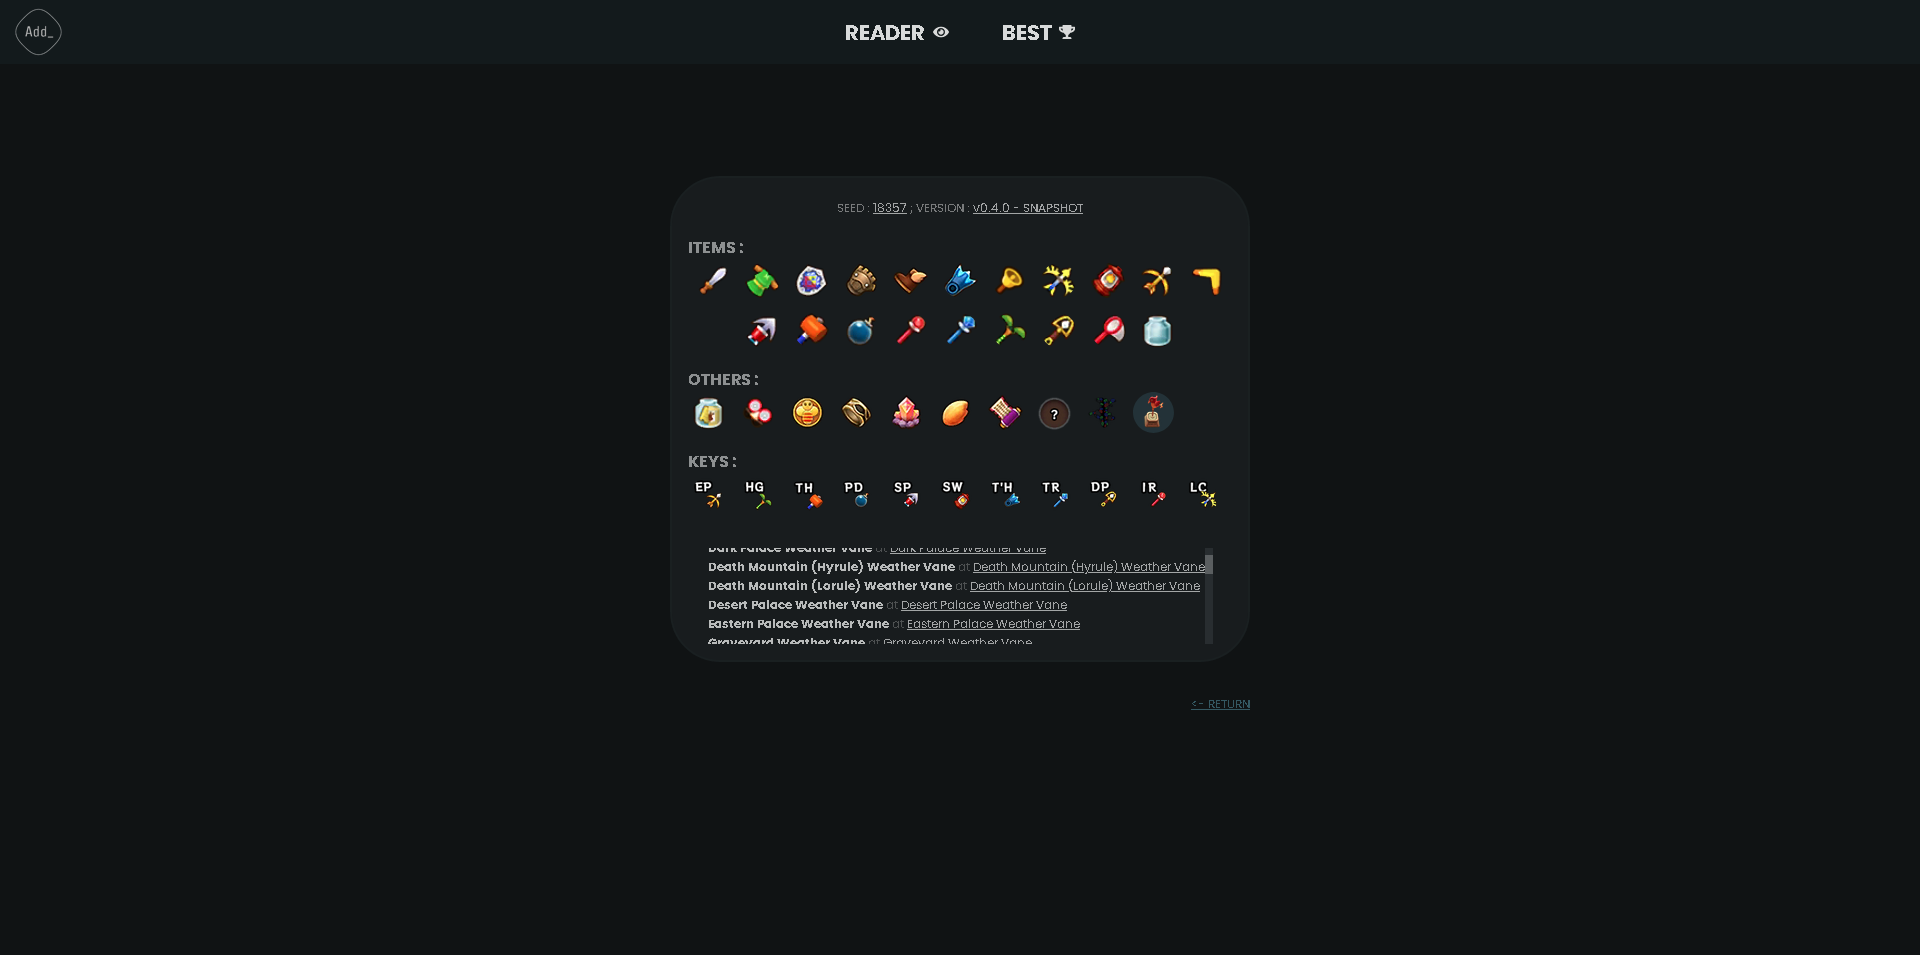 Add_
READER BEST
SEED : 18357 ; VERSION : v0.4.0 - SNAPSHOT
ITEMS :
OTHERS :
?
KEYS :
EP HG TH PD SP SW T'H TR DP IR LC
Dark Palace Weather Vane at Dark Palace Weather Vane
Death Mountain (Hyrule) Weather Vane at Death Mountain (Hyrule) Weather Vane
Death Mountain (Lorule) Weather Vane at Death Mountain (Lorule) Weather Vane
Desert Palace Weather Vane at Desert Palace Weather Vane
Eastern Palace Weather Vane at Eastern Palace Weather Vane
Graveyard Weather Vane at Graveyard Weather Vane
<- RETURN